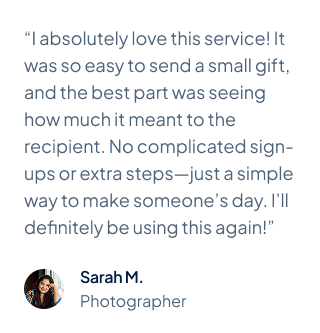 “I absolutely love this service! It
was so easy to send a small gift,
and the best part was seeing
how much it meant to the
recipient. No complicated sign-
ups or extra steps—just a simple
way to make someone’s day. I’ll
definitely be using this again!”
Sarah M.
Photographer